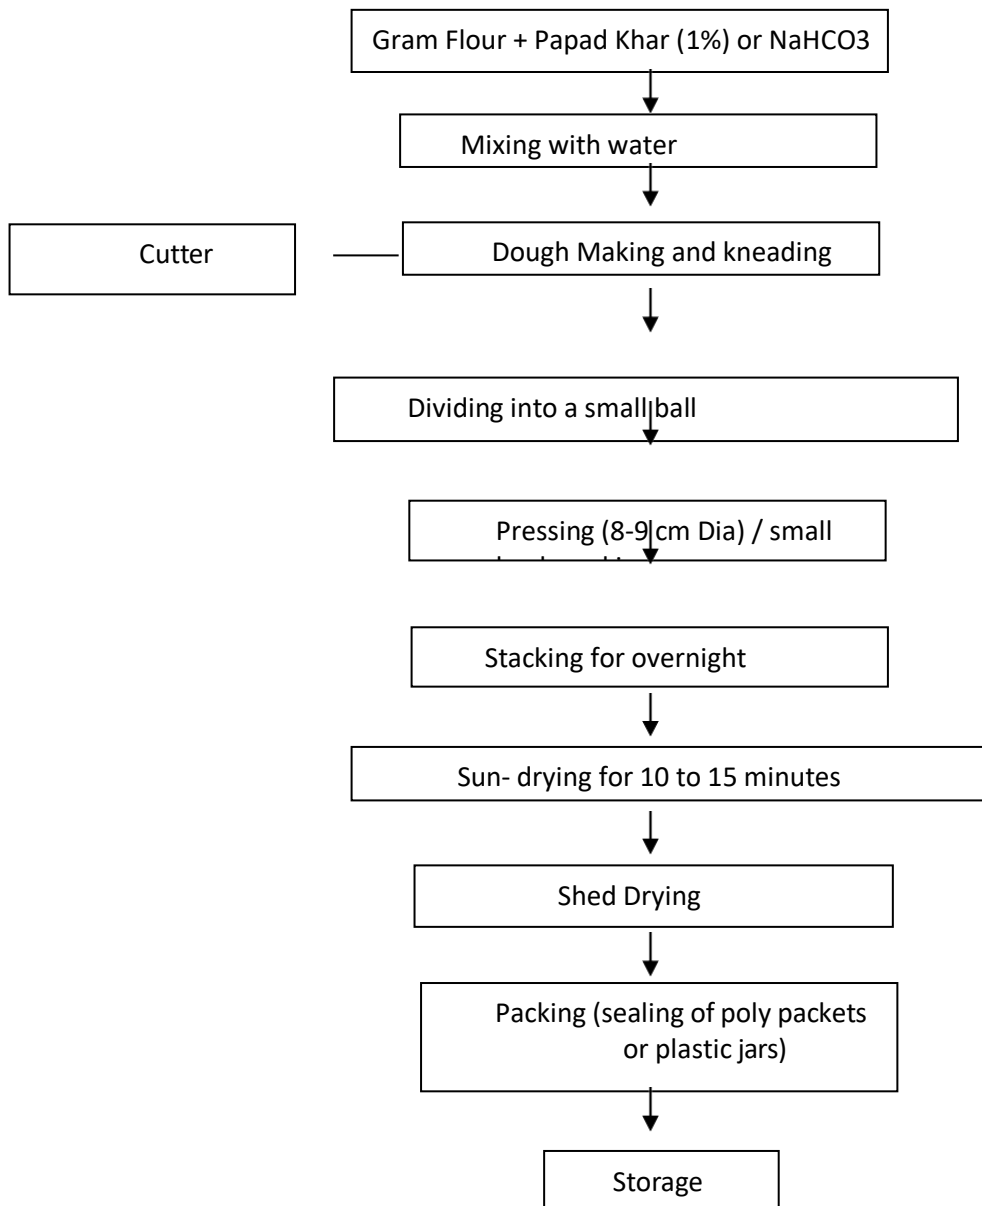 Gram Flour + Papad Khar (1%) or NaHCO3
Mixing with water
Cutter
Dough Making and kneading
Dividing into a small ball
Pressing (8-9 cm Dia) / small
Stacking for overnight
Sun- drying for 10 to 15 minutes
Shed Drying
Packing (sealing of poly packets
or plastic jars)
Storage